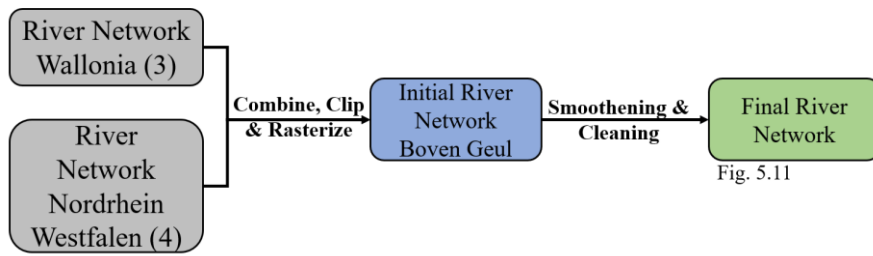 River Network
Wallonia (3)
River
Network
Nordrhein
Westfalen (4)
Combine, Clip
& Rasterize
Initial River
Network
Boven Geul
Smoothening &
Cleaning
Final River
Network
Fig. 5.11